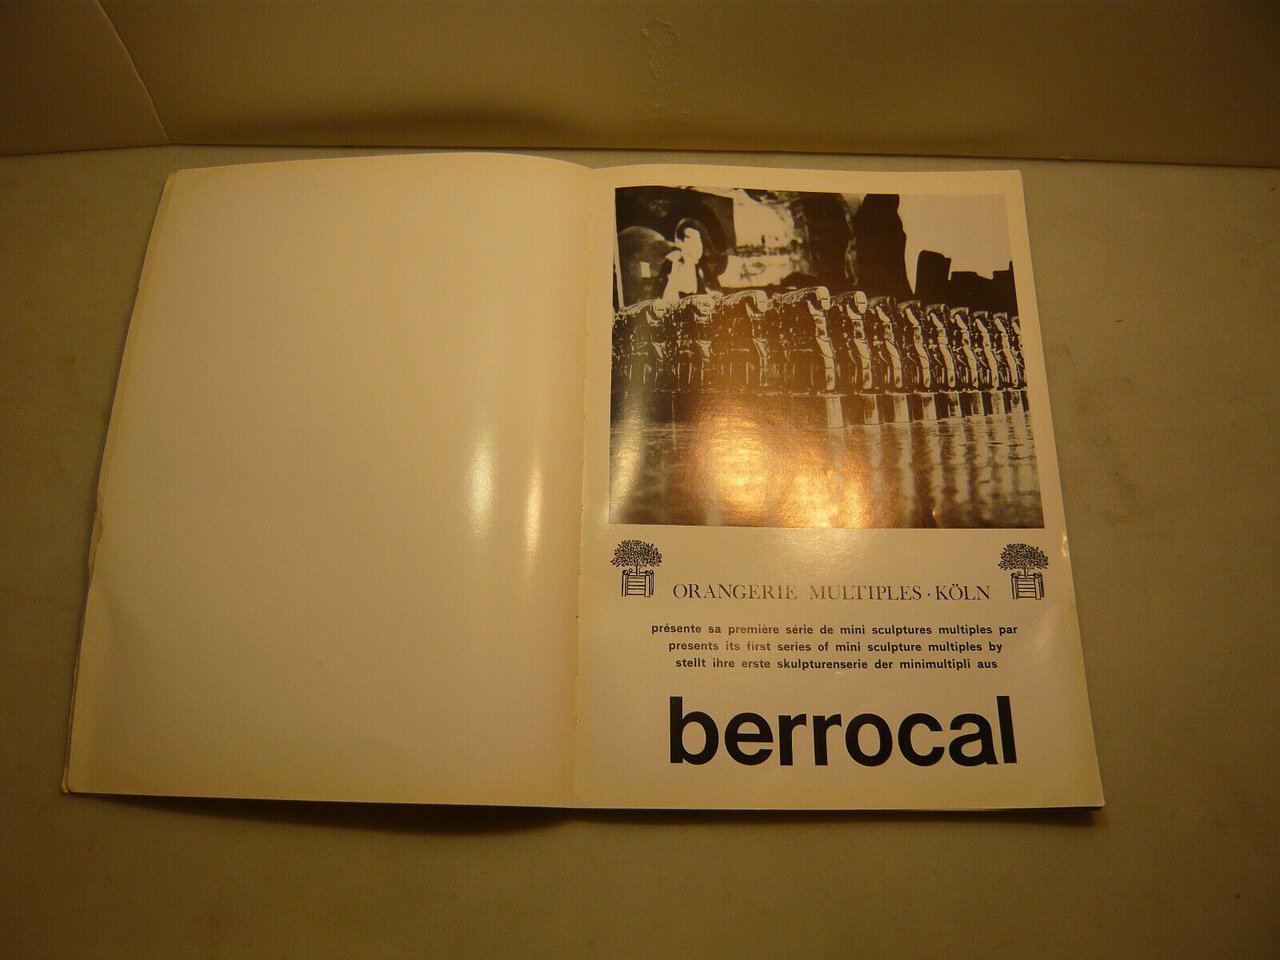 ORANGERIE MULTIPLES · KÖLN
présente sa première série de mini sculptures multiples par
presents its first series of mini sculpture multiples by
stellt ihre erste skulpturenserie der minimultipli aus
berrocal